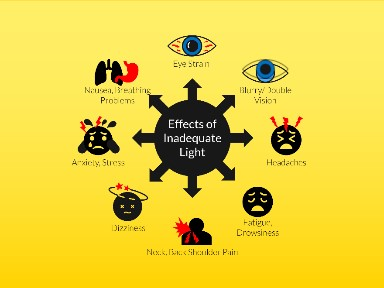 Eye Strain
Nausea, Breathing
Problems
Blurry/ Double
Vision
Effects of
Inadequate
Light
Anxiety, Stress
Headaches
Dizziness
Fatigue,
Drowsiness
Neck, Back Shoulder Pain